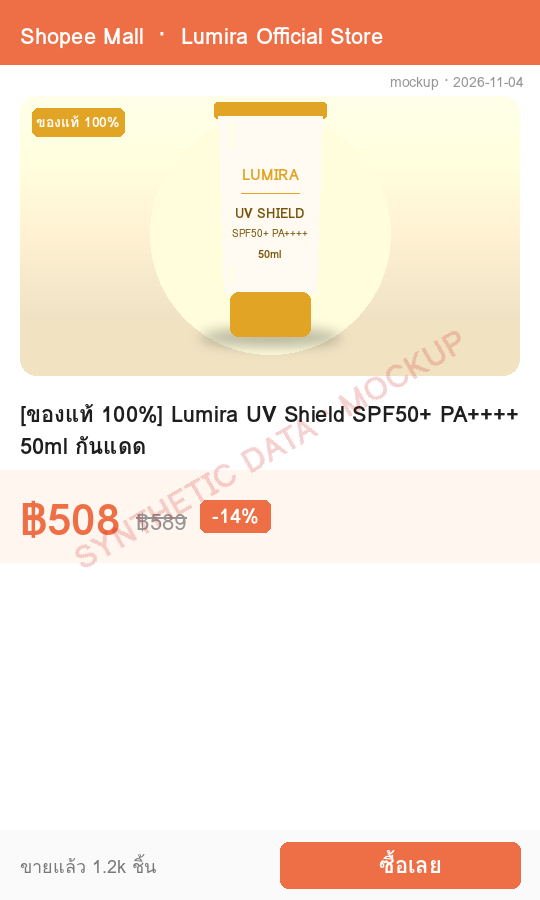 Shopee Mall · Lumira Official Store
mockup · 2026-11-04
ของแท้ 100%
LUMIRA
UV SHIELD
SPF50+ PA++++
50ml
[ของแท้ 100%] Lumira UV Shield SPF50+ PA++++
50ml กันแดด
฿508 ฿589 -14%
SYNTHETIC DATA · MOCKUP
ขายแล้ว 1.2k ชิ้น
ซื้อเลย